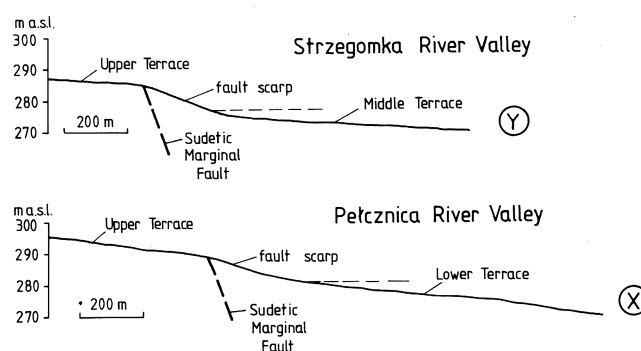 m a.s.l.
300
290
280
270
Strzegomka River Valley
Upper Terrace
fault scarp
Middle Terrace
200 m
Sudetic
Marginal
Fault
Y
m a.s.l.
300
290
280
270
Pełcznica River Valley
Upper Terrace
fault scarp
Lower Terrace
200 m
Sudetic
Marginal
Fault
X